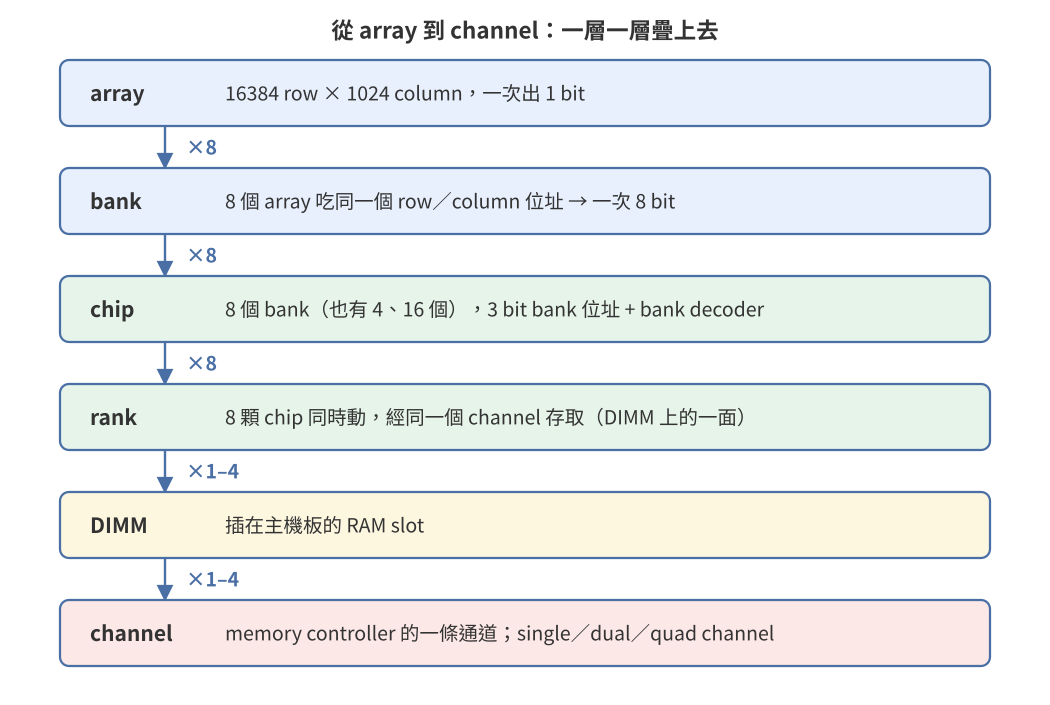 從 array 到 channel：一層一層疊上去
array 16384 row × 1024 column，一次出 1 bit
×8
bank 8 個 array 吃同一個 row／column 位址 → 一次 8 bit
×8
chip 8 個 bank（也有 4、16 個），3 bit bank 位址 + bank decoder
×8
rank 8 顆 chip 同時動，經同一個 channel 存取（DIMM 上的一面）
×1–4
DIMM 插在主機板的 RAM slot
×1–4
channel memory controller 的一條通道；single／dual／quad channel